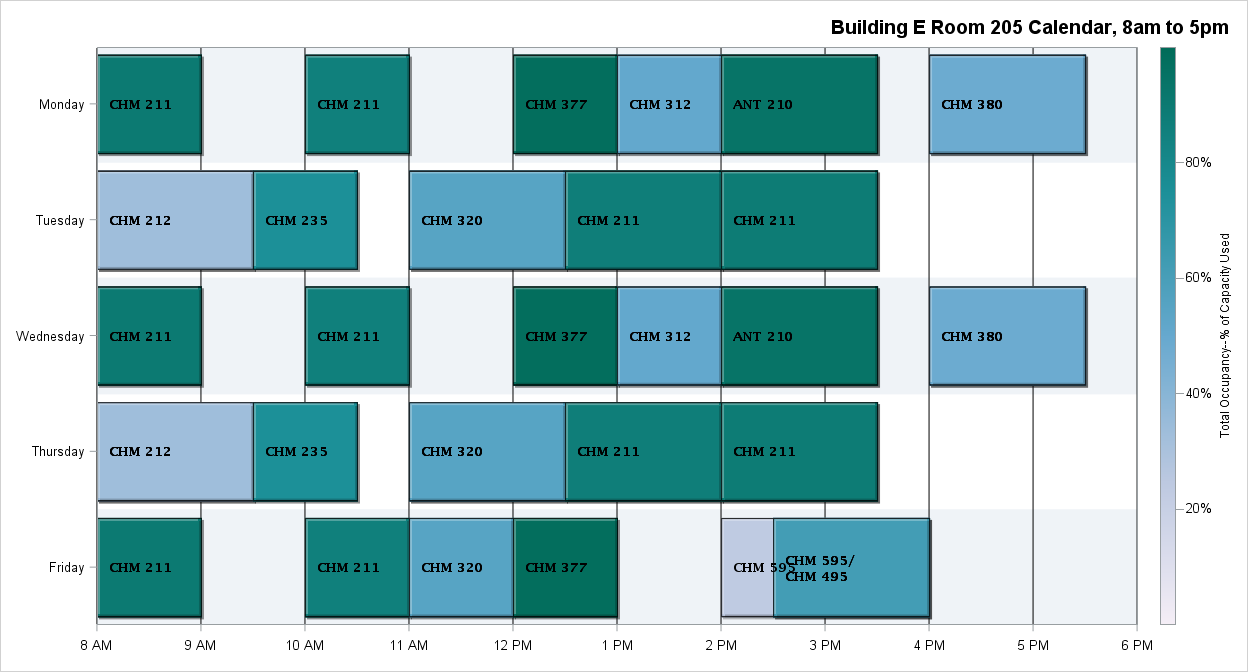 Building E Room 205 Calendar, 8am to 5pm
Monday
CHM 211
CHM 211
CHM 377
CHM 312
ANT 210
CHM 380
Tuesday
CHM 212
CHM 235
CHM 320
CHM 211
CHM 211
Wednesday
CHM 211
CHM 211
CHM 377
CHM 312
ANT 210
CHM 380
Thursday
CHM 212
CHM 235
CHM 320
CHM 211
CHM 211
Friday
CHM 211
CHM 211
CHM 320
CHM 377
CHM 595
CHM 595/
CHM 495
8 AM 9 AM 10 AM 11 AM 12 PM 1 PM 2 PM 3 PM 4 PM 5 PM 6 PM
80%
60%
40%
20%
Total Occupancy--% of Capacity Used